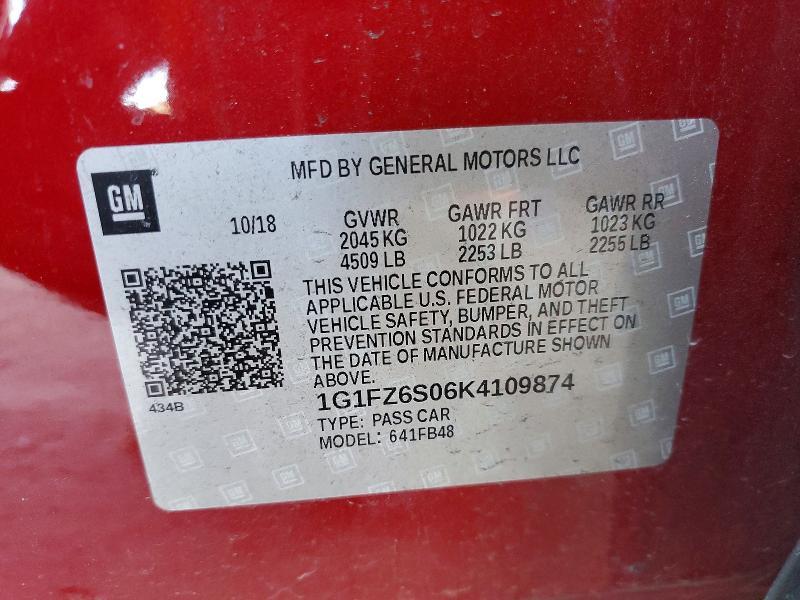 MFD BY GENERAL MOTORS LLC
GM
10/18
GVWR
2045 KG
4509 LB
GAWR FRT
1022 KG
2253 LB
GAWR RR
1023 KG
2255 LB
THIS VEHICLE CONFORMS TO ALL
APPLICABLE U.S. FEDERAL MOTOR
VEHICLE SAFETY, BUMPER, AND THEFT
PREVENTION STANDARDS IN EFFECT ON
THE DATE OF MANUFACTURE SHOWN
ABOVE.
434B
1G1FZ6S06K4109874
TYPE: PASS CAR
MODEL: 641FB48